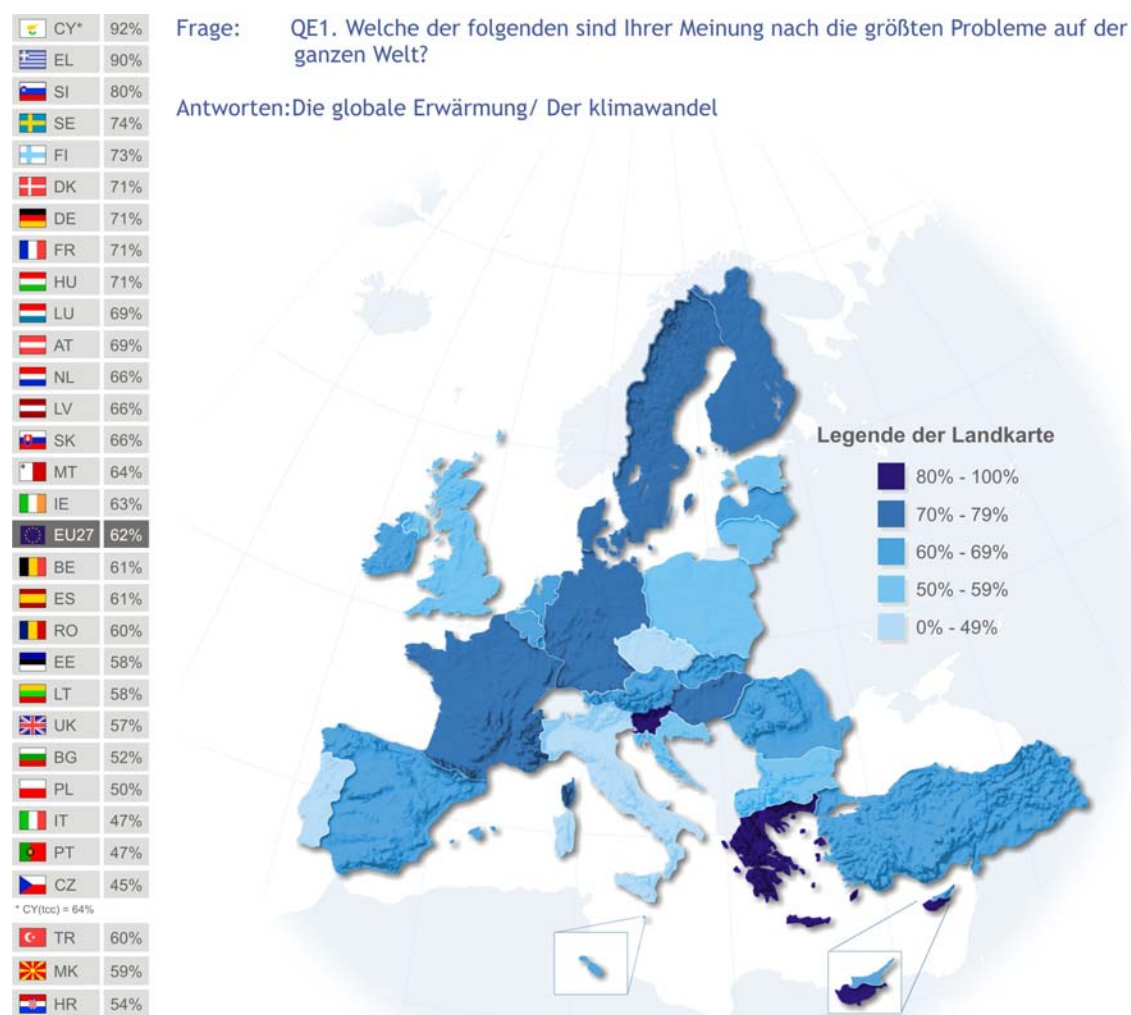 Frage: QE1. Welche der folgenden sind Ihrer Meinung nach die größten Probleme auf der
ganzen Welt?
Antworten:Die globale Erwärmung/ Der klimawandel
CY* 92%
EL 90%
SI 80%
SE 74%
FI 73%
DK 71%
DE 71%
FR 71%
HU 71%
LU 69%
AT 69%
NL 66%
LV 66%
SK 66%
MT 64%
IE 63%
EU27 62%
BE 61%
ES 61%
RO 60%
EE 58%
LT 58%
UK 57%
BG 52%
PL 50%
IT 47%
PT 47%
CZ 45%
* CY(tcc) = 64%
TR 60%
MK 59%
HR 54%
Legende der Landkarte
80% - 100%
70% - 79%
60% - 69%
50% - 59%
0% - 49%